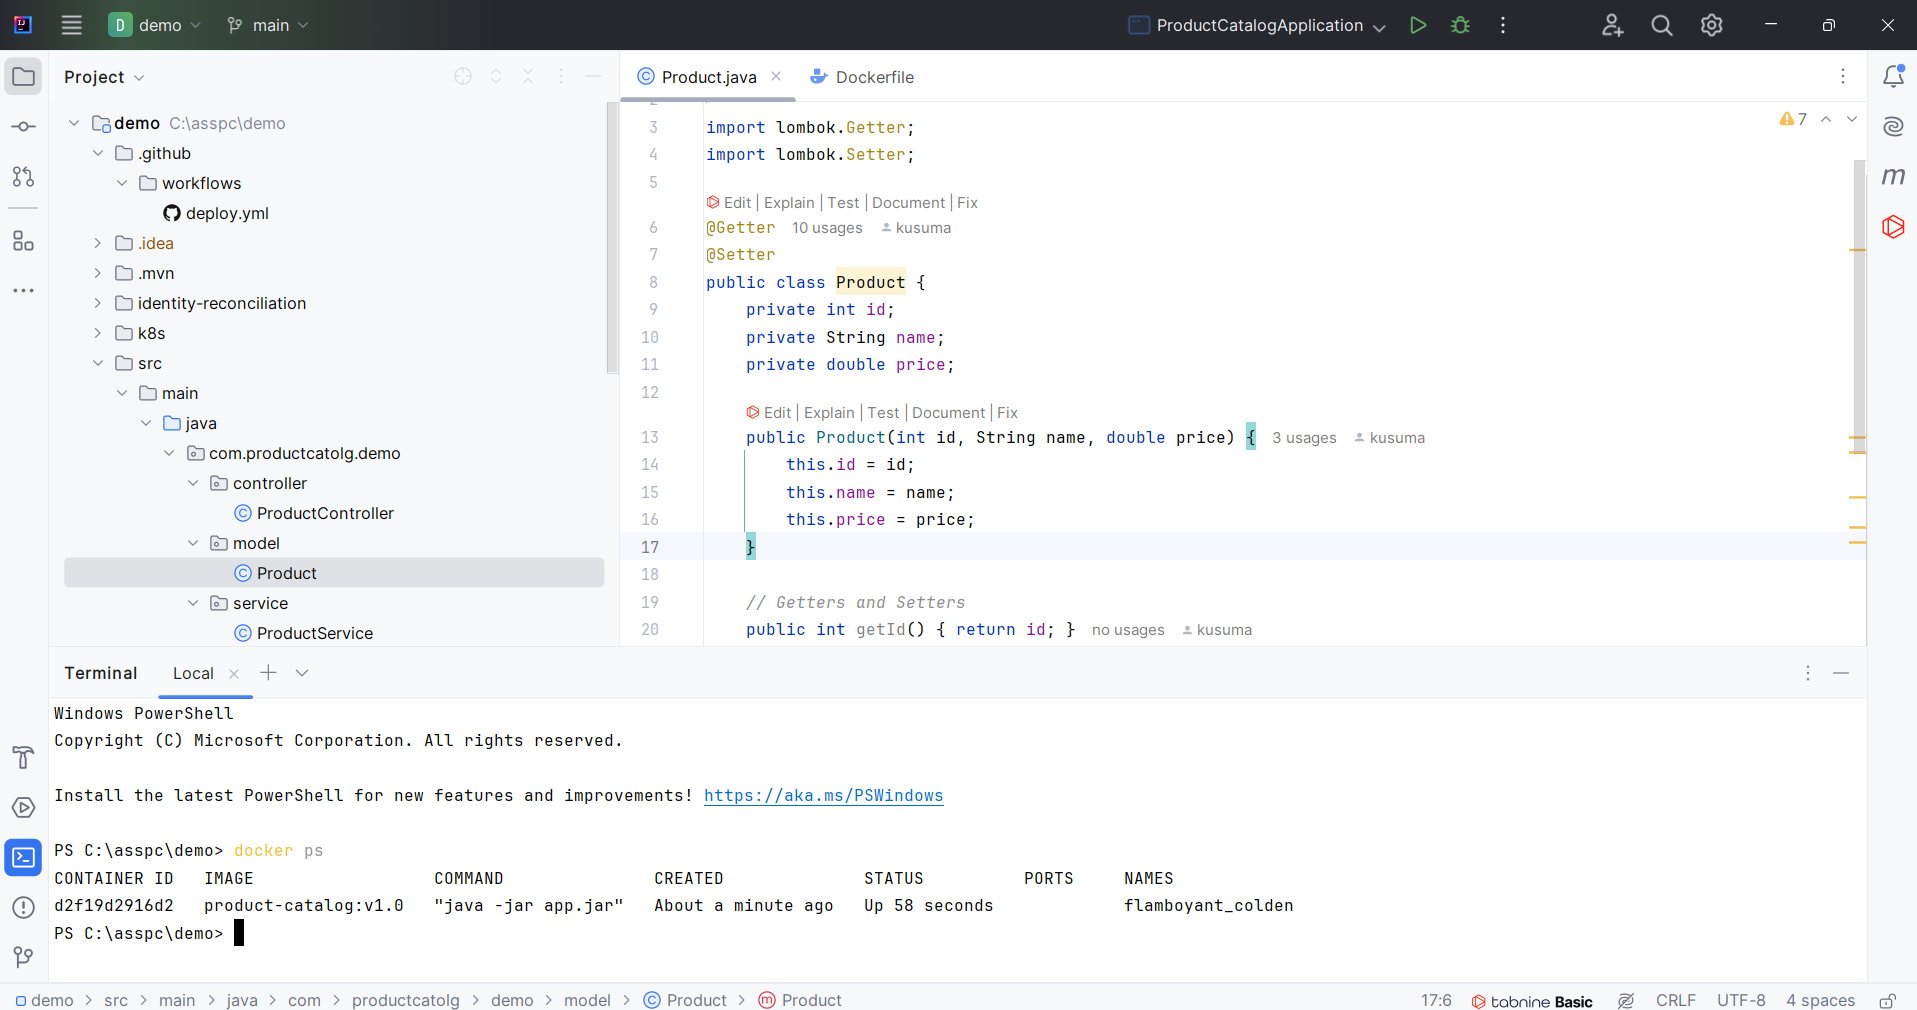 D demo main ProductCatalogApplication
Project
demo C:\asspc\demo
.github
workflows
deploy.yml
.idea
.mvn
identity-reconciliation
k8s
src
main
java
com.productcatolg.demo
controller
ProductController
model
Product
service
ProductService
Product.java Dockerfile
7
2
3 import lombok.Getter;
4 import lombok.Setter;
5
Edit | Explain | Test | Document | Fix
6 @Getter 10 usages kusuma
7 @Setter
8 public class Product {
9 private int id;
10 private String name;
11 private double price;
12
Edit | Explain | Test | Document | Fix
13 public Product(int id, String name, double price) { 3 usages kusuma
14 this.id = id;
15 this.name = name;
16 this.price = price;
17 }
18
19 // Getters and Setters
20 public int getId() { return id; } no usages kusuma
m
Terminal Local
Windows PowerShell
Copyright (C) Microsoft Corporation. All rights reserved.
Install the latest PowerShell for new features and improvements! https://aka.ms/PSWindows
PS C:\asspc\demo> docker ps
CONTAINER ID IMAGE COMMAND CREATED STATUS PORTS NAMES
d2f19d2916d2 product-catalog:v1.0 "java -jar app.jar" About a minute ago Up 58 seconds flamboyant_colden
PS C:\asspc\demo>
demo > src > main > java > com > productcatolg > demo > model > Product > m Product
17:6 tabnine Basic CRLF UTF-8 4 spaces